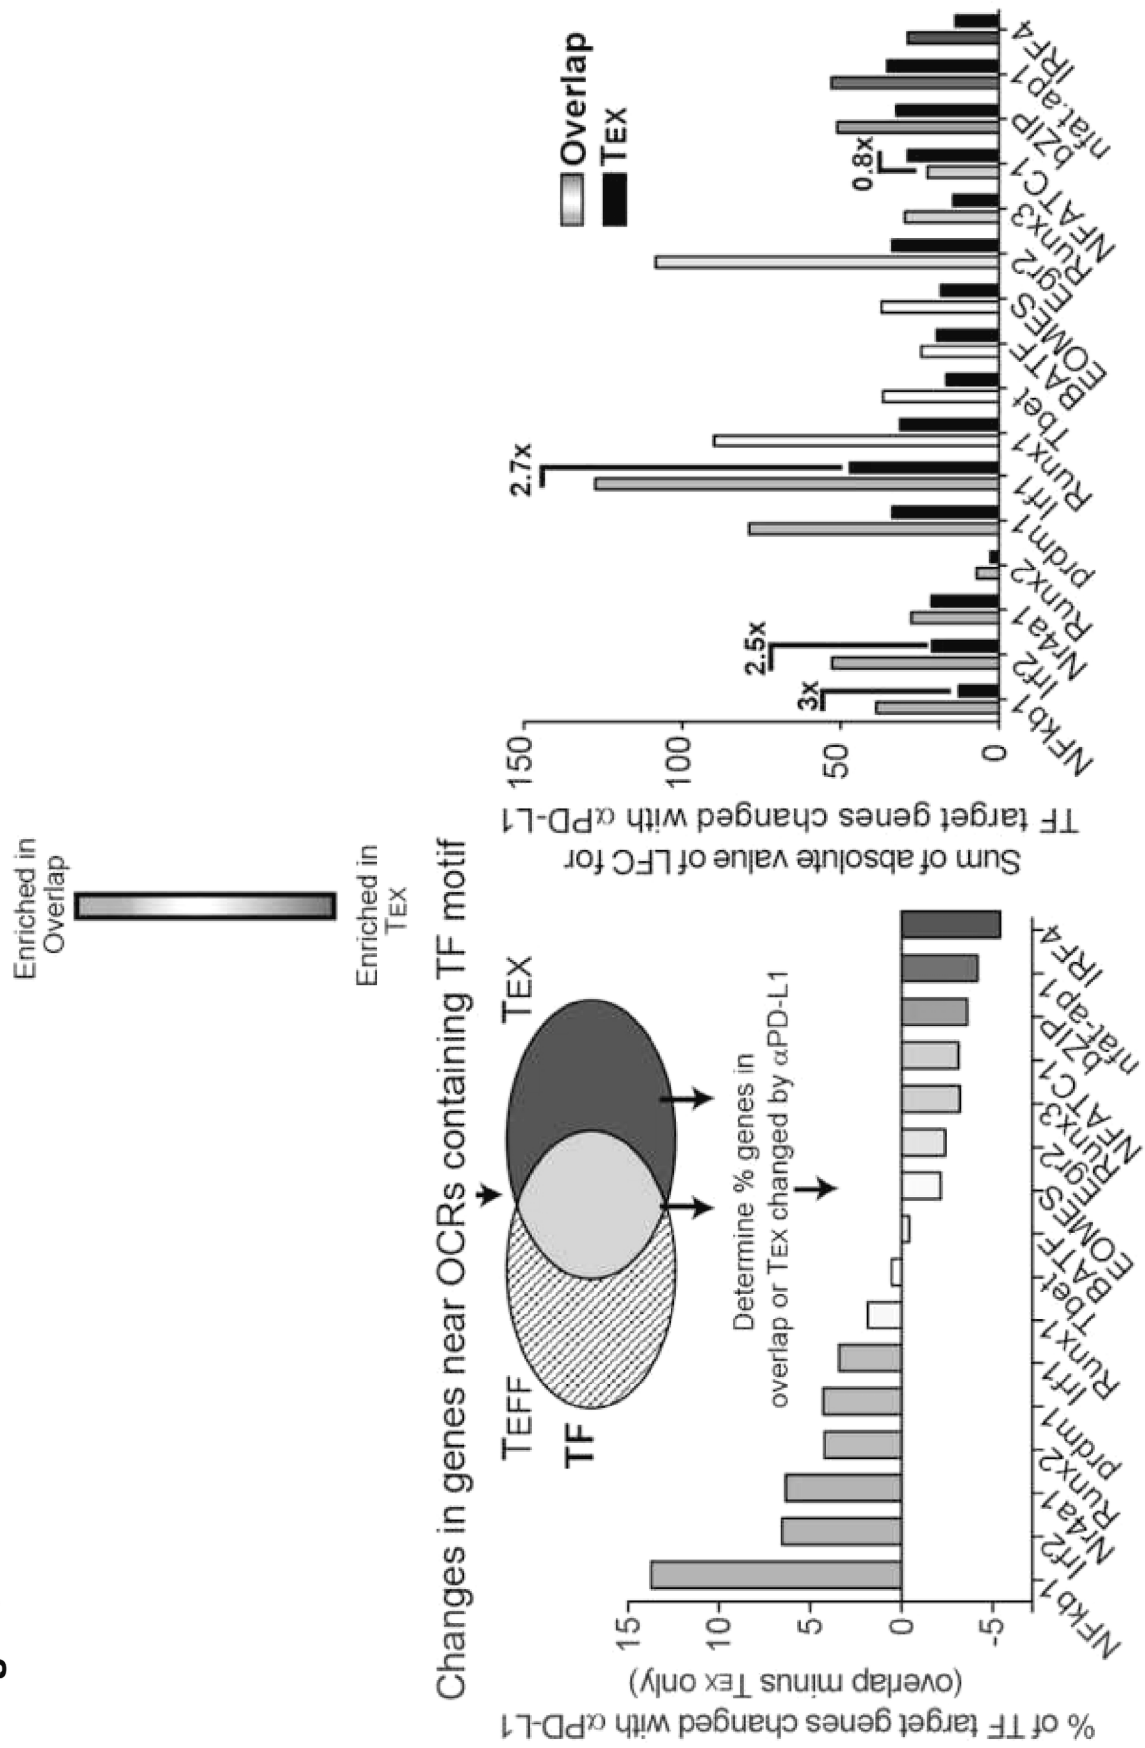 Enriched in
Overlap
Enriched in
TEX
Changes in genes near OCRs containing TF motif
TEFF
TEX
TF
Determine % genes in
overlap or TEX changed by αPD-L1
% of TF target genes changed with αPD-L1
(overlap minus TEX only)
15
10
5
0
-5
NFkb1
Irf2
Nr4a1
Runx2
prdm1
Irf1
Runx1
Tbet
BATF
EOMES
Egr2
Runx3
NFATC1
bZIP
nfat-ap1
IRF4
Sum of absolute value of LFC for
TF target genes changed with αPD-L1
150
100
50
0
3x
2.5x
2.7x
0.8x
Overlap
TEX
NFkb1
Irf2
Nr4a1
Runx2
prdm1
Irf1
Runx1
Tbet
BATF
EOMES
Egr2
Runx3
NFATC1
bZIP
nfat.ap1
IRF4